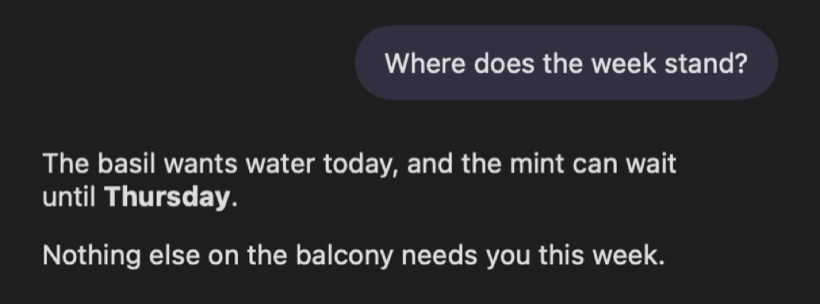 Where does the week stand?
The basil wants water today, and the mint can wait
until Thursday.
Nothing else on the balcony needs you this week.